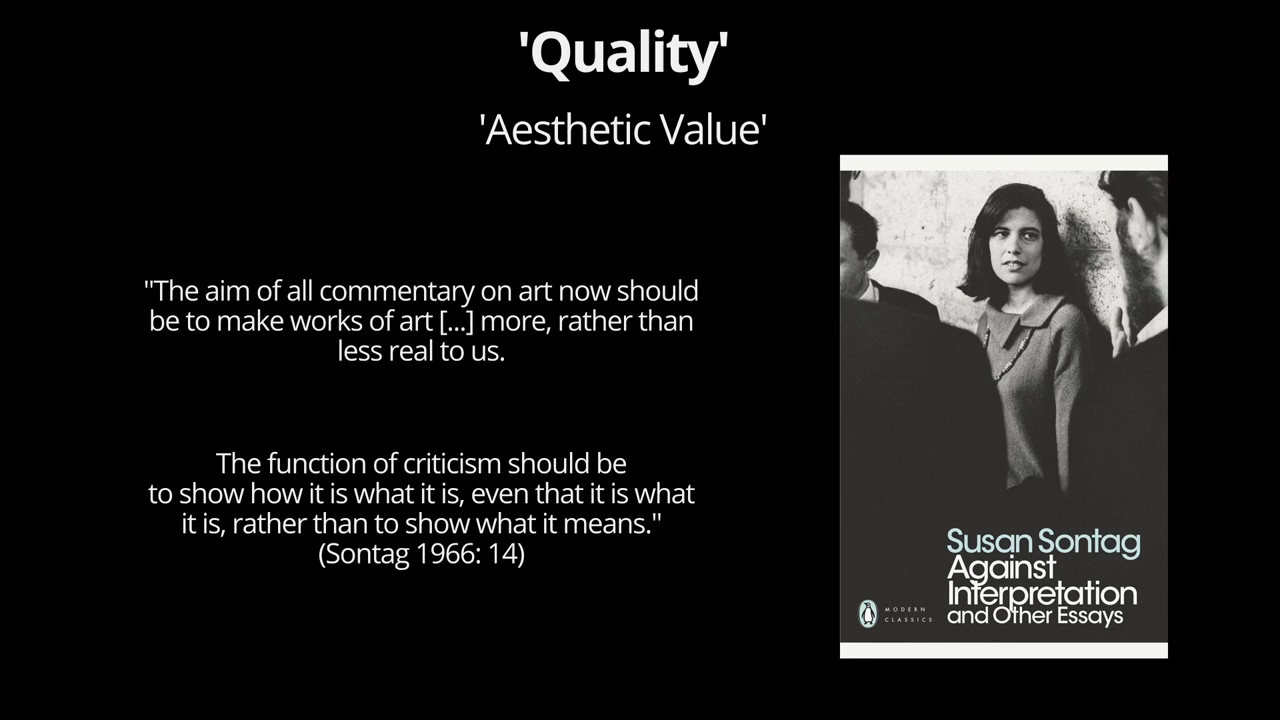 'Quality'
'Aesthetic Value'
"The aim of all commentary on art now should
be to make works of art [...] more, rather than
less real to us.
The function of criticism should be
to show how it is what it is, even that it is what
it is, rather than to show what it means."
(Sontag 1966: 14)
Susan Sontag
Against
Interpretation
and Other Essays
MODERN
CLASSICS